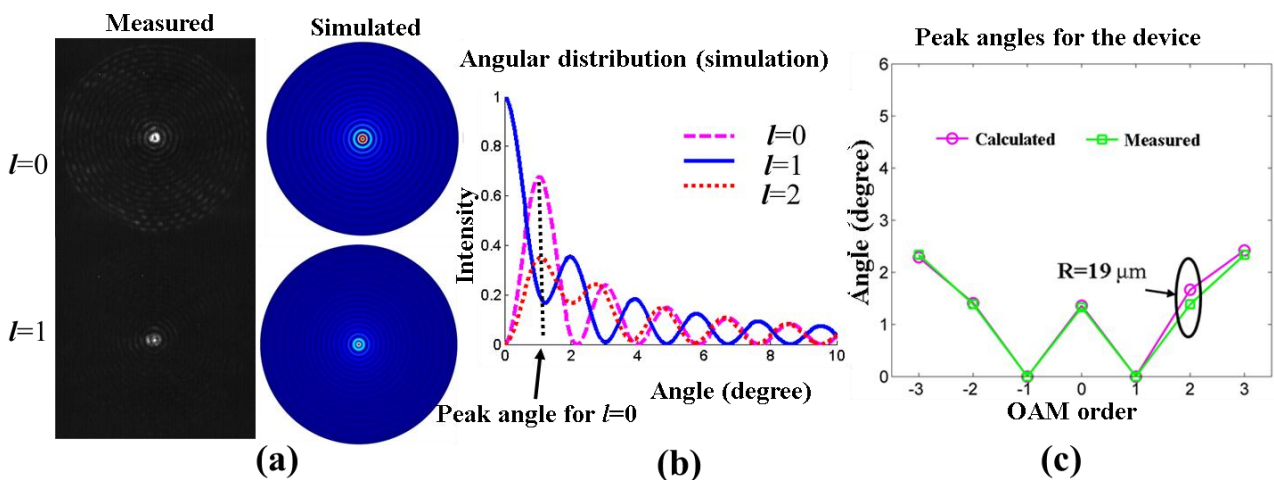 Measured
Simulated
l=0
l=1
(a)
Angular distribution (simulation)
1
0.8
0.6
0.4
0.2
0
Intensity
l=0
l=1
l=2
0 2 4 6 8 10
Angle (degree)
Peak angle for l=0
(b)
Peak angles for the device
6
5
4
3
2
1
0
Angle (degree)
Calculated
Measured
R=19 μm
-3 -2 -1 0 1 2 3
OAM order
(c)